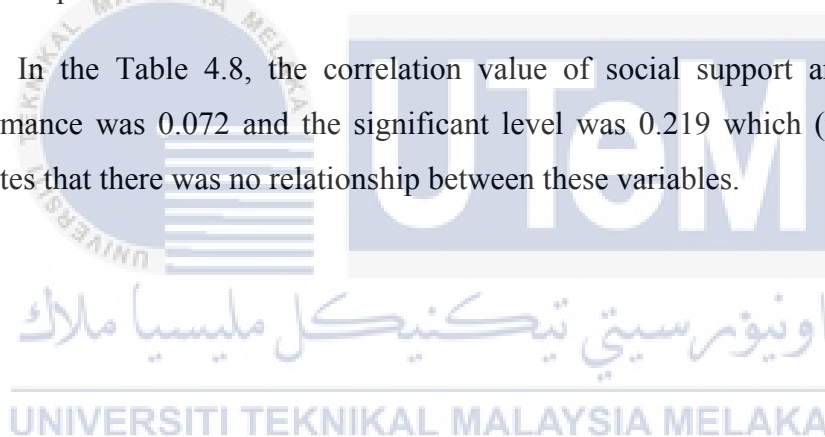 In the Table 4.8, the correlation value of social support a
mance was 0.072 and the significant level was 0.219 which (
tes that there was no relationship between these variables.
UTeM
اونيۏرسيتي تيكنيكل مليسيا ملاك
UNIVERSITI TEKNIKAL MALAYSIA MELAKA